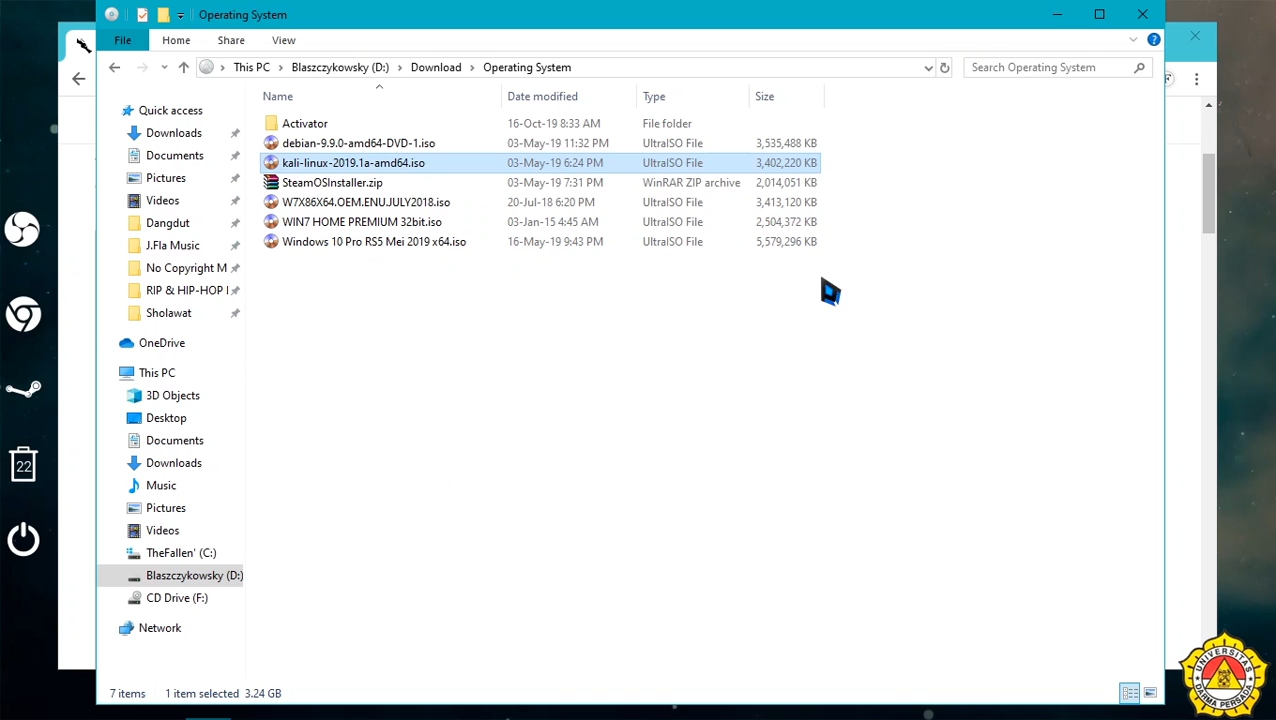 Operating System
File Home Share View
This PC Blaszczykowsky (D:) Download Operating System Search Operating System
Name Date modified Type Size
Activator 16-Oct-19 8:33 AM File folder
debian-9.9.0-amd64-DVD-1.iso 03-May-19 11:32 PM UltraISO File 3,535,488 KB
kali-linux-2019.1a-amd64.iso 03-May-19 6:24 PM UltraISO File 3,402,220 KB
SteamOSInstaller.zip 03-May-19 7:31 PM WinRAR ZIP archive 2,014,051 KB
W7X86X64.OEM.ENU.JULY2018.iso 20-Jul-18 6:20 PM UltraISO File 3,413,120 KB
WIN7 HOME PREMIUM 32bit.iso 03-Jan-15 4:45 AM UltraISO File 2,504,372 KB
Windows 10 Pro RS5 Mei 2019 x64.iso 16-May-19 9:43 PM UltraISO File 5,579,296 KB
Quick access
Downloads
Documents
Pictures
Videos
Dangdut
J.Fla Music
No Copyright M
RIP & HIP-HOP I
Sholawat
OneDrive
This PC
3D Objects
Desktop
Documents
Downloads
Music
Pictures
Videos
TheFallen' (C:)
Blaszczykowsky (D:)
CD Drive (F:)
Network
7 items 1 item selected 3.24 GB
22
UNIVERSITAS
DARMA PERSADA